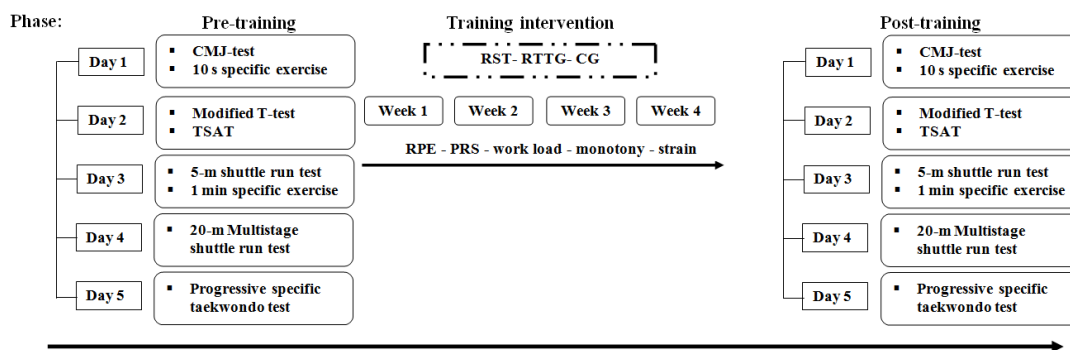 Phase:
Pre-training
Training intervention
Post-training
Day 1
▪ CMJ-test
▪ 10 s specific exercise
Day 2
▪ Modified T-test
▪ TSAT
Day 3
▪ 5-m shuttle run test
▪ 1 min specific exercise
Day 4
▪ 20-m Multistage
shuttle run test
Day 5
▪ Progressive specific
taekwondo test
RST- RTTG- CG
Week 1
Week 2
Week 3
Week 4
RPE - PRS – work load – monotony - strain
Day 1
▪ CMJ-test
▪ 10 s specific exercise
Day 2
▪ Modified T-test
▪ TSAT
Day 3
▪ 5-m shuttle run test
▪ 1 min specific exercise
Day 4
▪ 20-m Multistage
shuttle run test
Day 5
▪ Progressive specific
taekwondo test